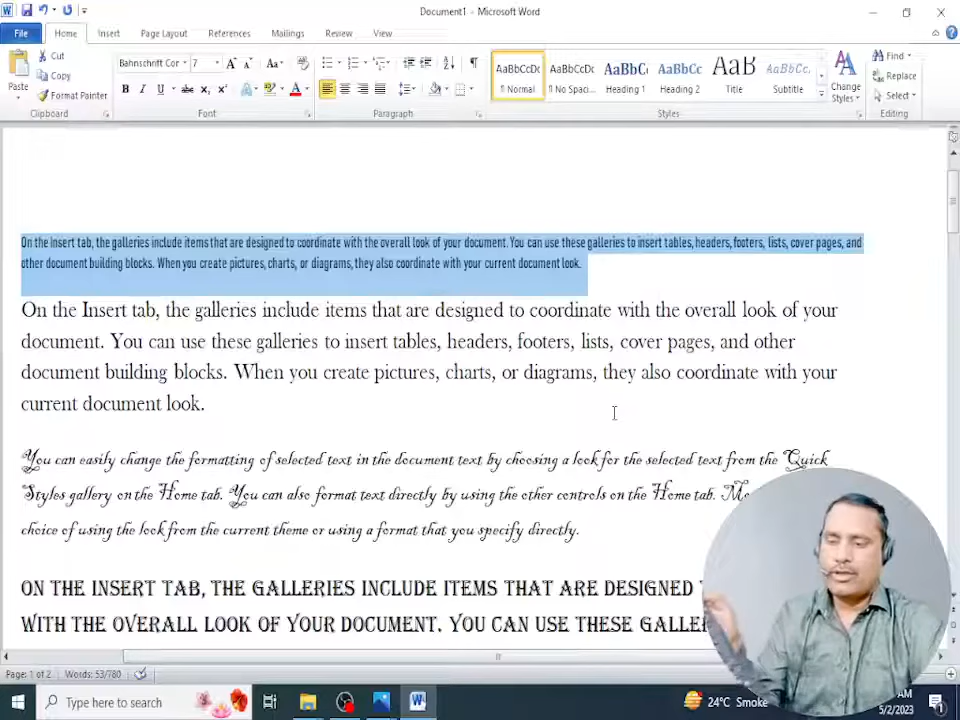 Document1 - Microsoft Word
File Home Insert Page Layout References Mailings Review View
Paste
Cut
Copy
Format Painter
Clipboard
Bahnschrift Cor 7
Font
Paragraph
AaBbCcDc AaBbCcDc AaBbC AaBbCc AaB AaBbCcDc
¶ Normal ¶ No Spaci... Heading 1 Heading 2 Title Subtitle
Change
Styles
Styles
Find
Replace
Select
Editing
On the Insert tab, the galleries include items that are designed to coordinate with the overall look of your document. You can use these galleries to insert tables, headers, footers, lists, cover pages, and
other document building blocks. When you create pictures, charts, or diagrams, they also coordinate with your current document look.
On the Insert tab, the galleries include items that are designed to coordinate with the overall look of your
document. You can use these galleries to insert tables, headers, footers, lists, cover pages, and other
document building blocks. When you create pictures, charts, or diagrams, they also coordinate with your
current document look.
You can easily change the formatting of selected text in the document text by choosing a look for the selected text from the Quick
Styles gallery on the Home tab. You can also format text directly by using the other controls on the Home tab.
choice of using the look from the current theme or using a format that you specify directly.
ON THE INSERT TAB, THE GALLERIES INCLUDE ITEMS THAT ARE DESIGNED
WITH THE OVERALL LOOK OF YOUR DOCUMENT. YOU CAN USE THESE
Page: 1 of 2 Words: 53/780
Type here to search
24°C Smoke
AM
5/2/2023